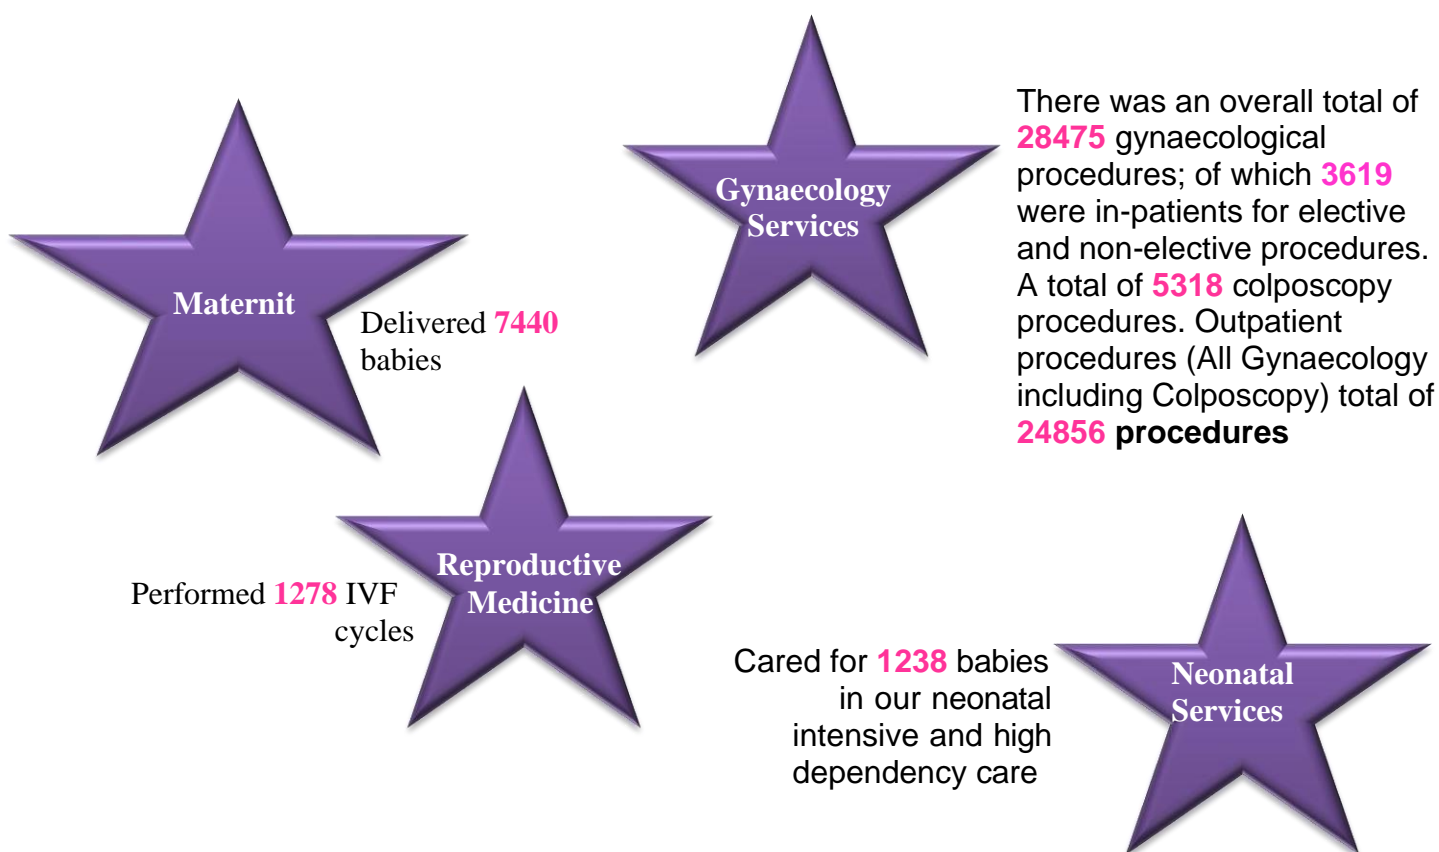 Maternit
Delivered 7440
babies
Gynaecology
Services
There was an overall total of
28475 gynaecological
procedures; of which 3619
were in-patients for elective
and non-elective procedures.
A total of 5318 colposcopy
procedures. Outpatient
procedures (All Gynaecology
including Colposcopy) total of
24856 procedures
Reproductive
Medicine
Performed 1278 IVF
cycles
Cared for 1238 babies
in our neonatal
intensive and high
dependency care
Neonatal
Services